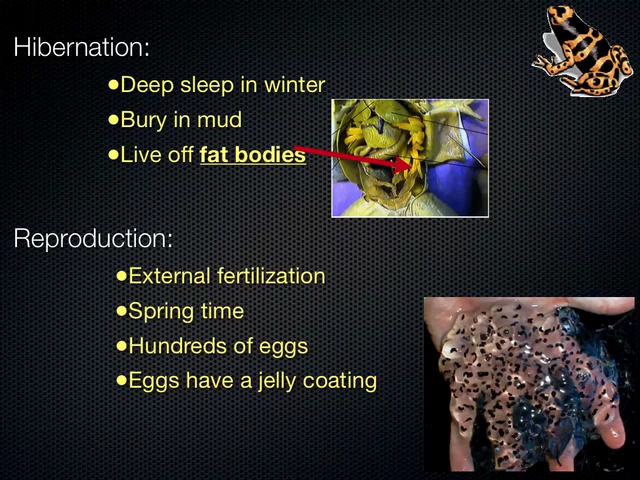 Hibernation:
●Deep sleep in winter
●Bury in mud
●Live off fat bodies
Reproduction:
●External fertilization
●Spring time
●Hundreds of eggs
●Eggs have a jelly coating